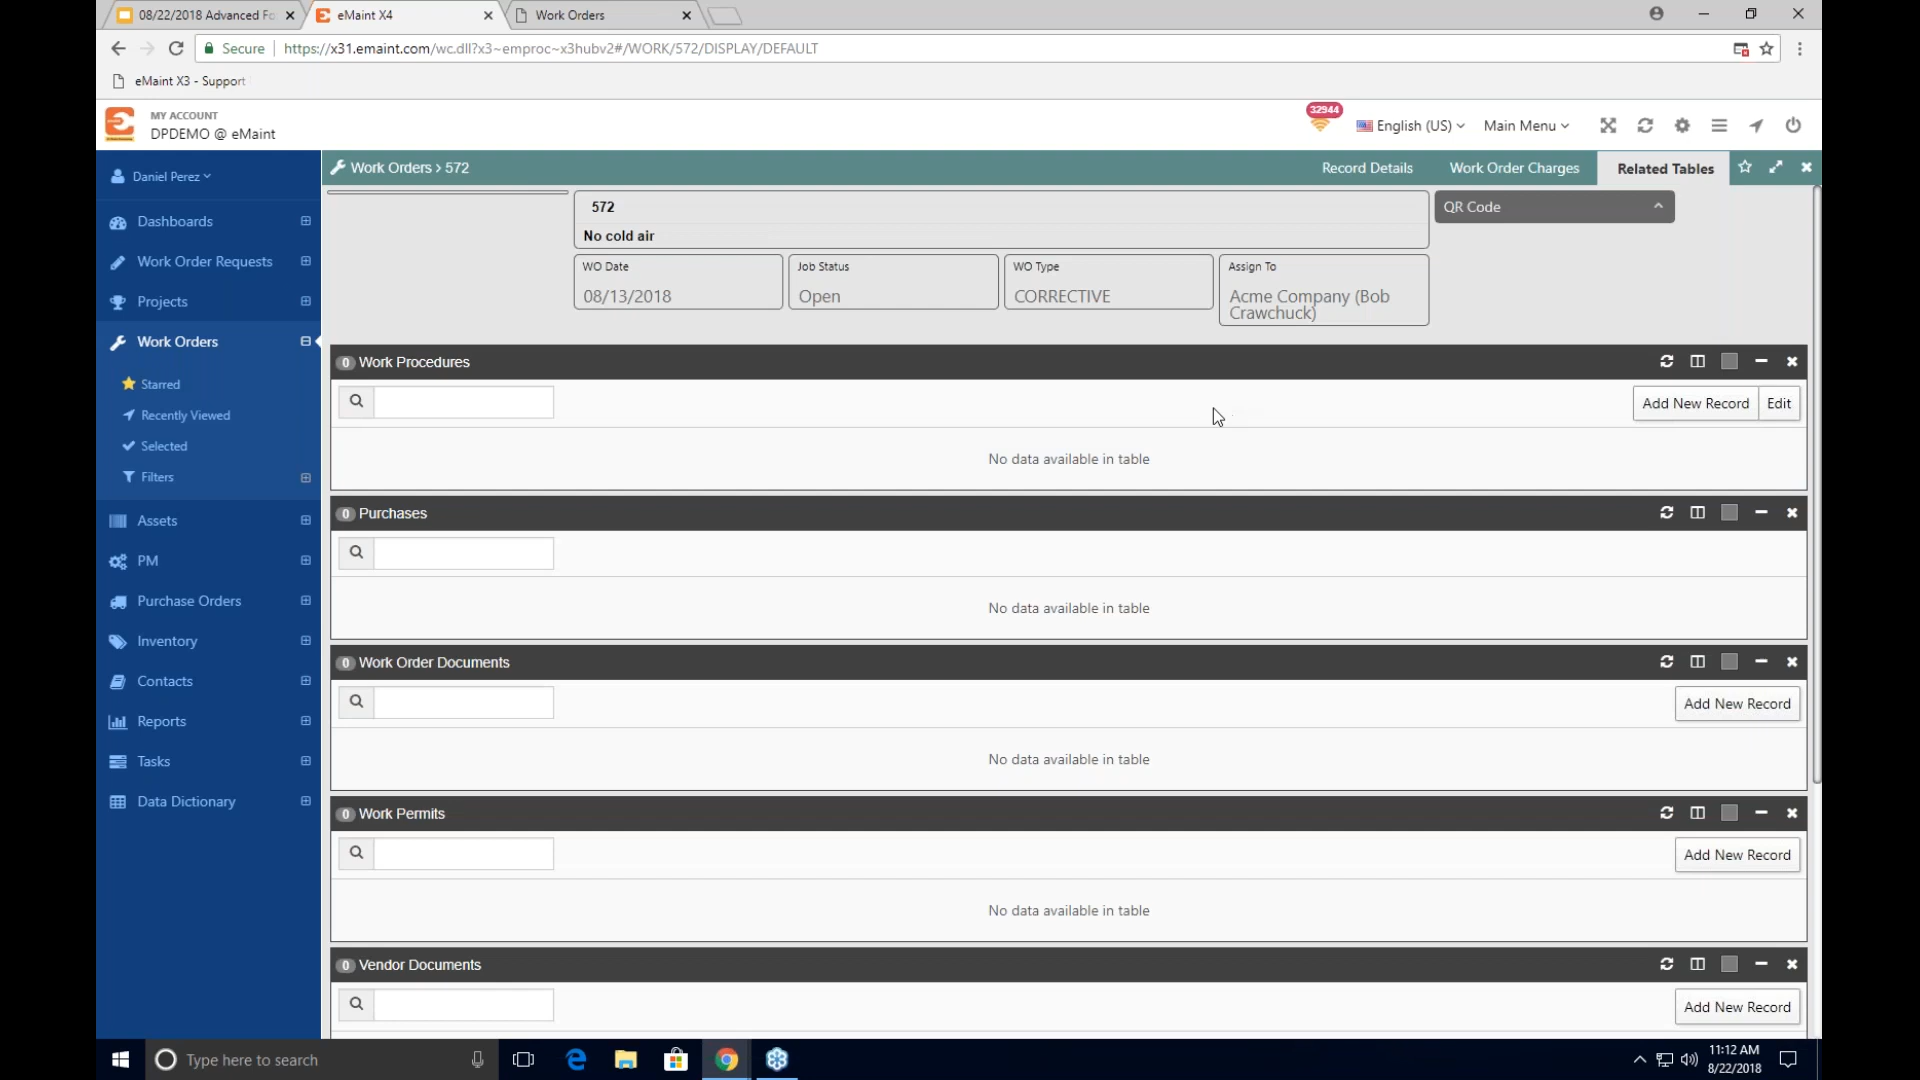 08/22/2018 Advanced Fo
eMaint X4
Work Orders
Secure
https://x31.emaint.com/wc.dll?x3~emproc~x3hubv2#/WORK/572/DISPLAY/DEFAULT
eMaint X3 - Support
MY ACCOUNT
DPDEMO @ eMaint
32944
English (US)
Main Menu
Daniel Perez
Dashboards
Work Order Requests
Projects
Work Orders
Starred
Recently Viewed
Selected
Filters
Assets
PM
Purchase Orders
Inventory
Contacts
Reports
Tasks
Data Dictionary
Work Orders > 572
Record Details
Work Order Charges
Related Tables
572
No cold air
QR Code
WO Date
08/13/2018
Job Status
Open
WO Type
CORRECTIVE
Assign To
Acme Company (Bob
Crawchuck)
0 Work Procedures
Add New Record
Edit
No data available in table
0 Purchases
No data available in table
0 Work Order Documents
Add New Record
No data available in table
0 Work Permits
Add New Record
No data available in table
0 Vendor Documents
Add New Record
Type here to search
11:12 AM
8/22/2018